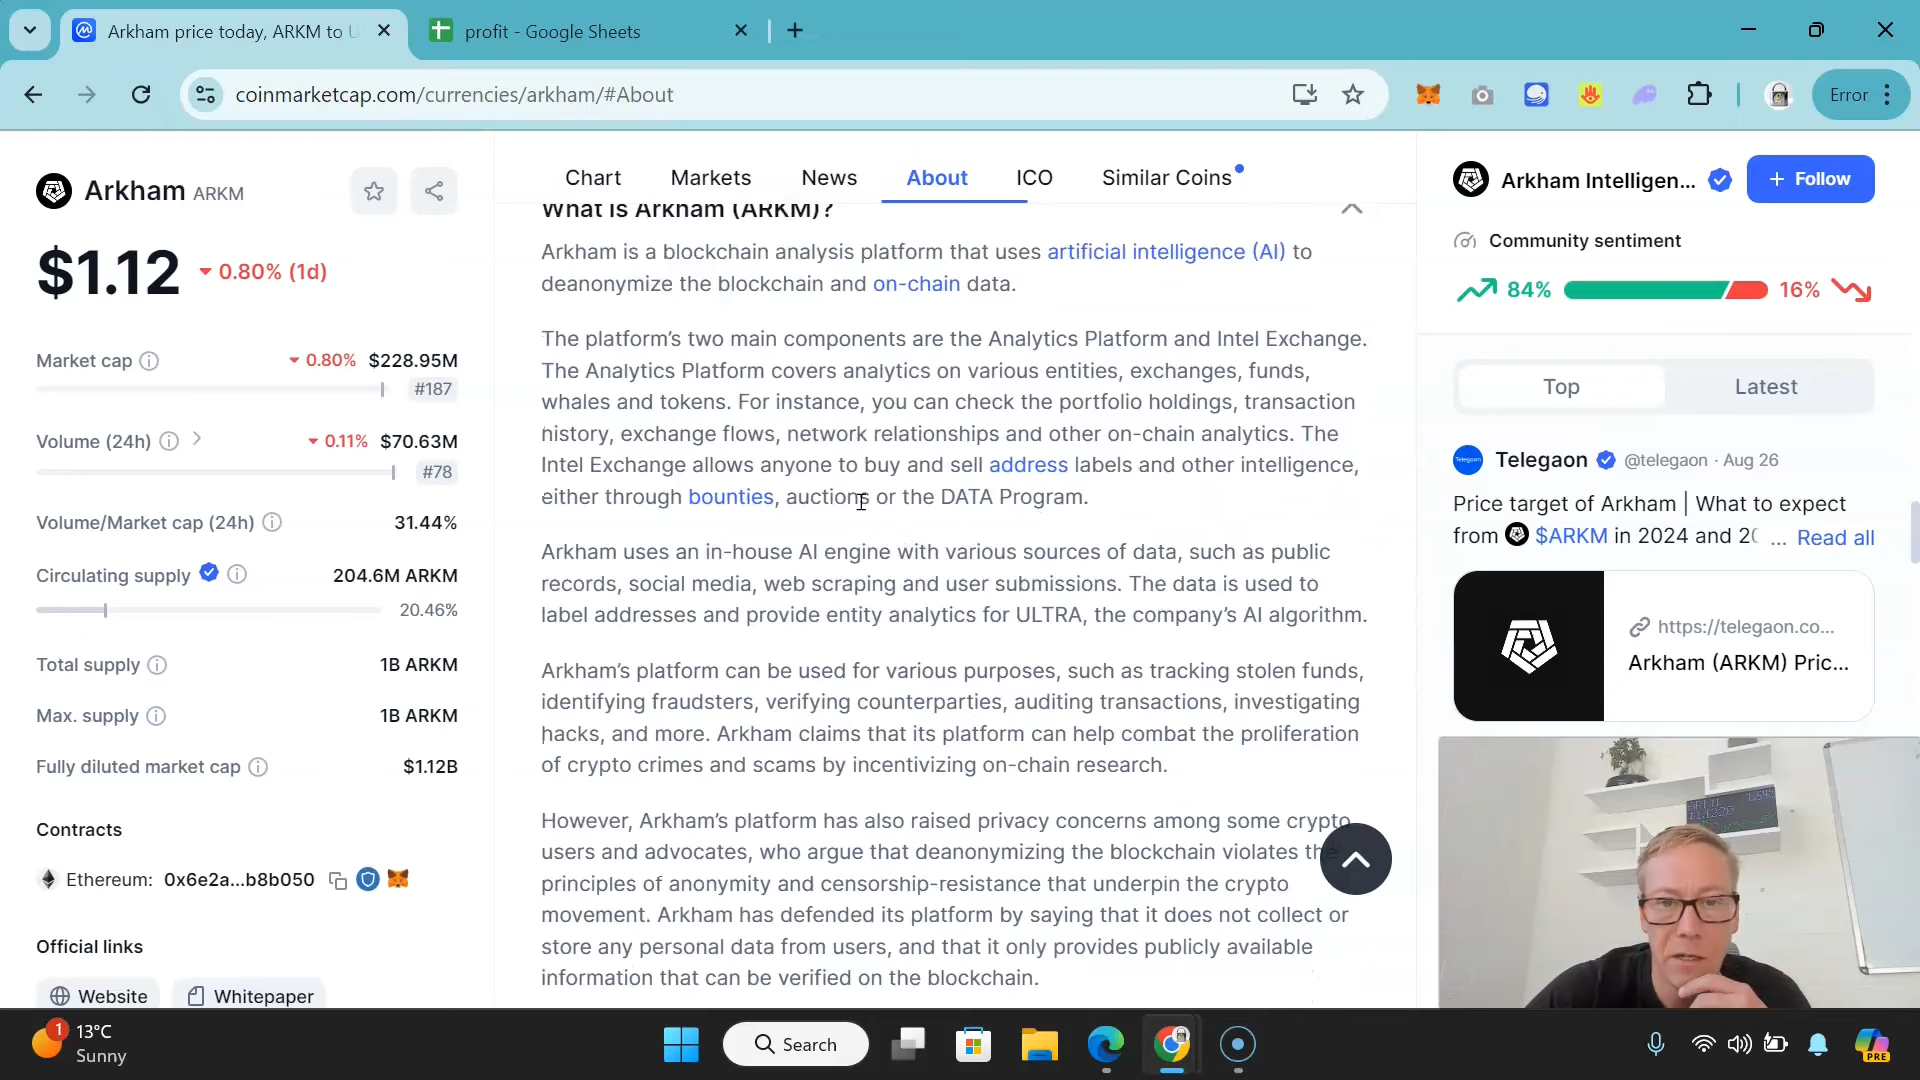 Arkham price today, ARKM to U
profit - Google Sheets
coinmarketcap.com/currencies/arkham/#About
Error
Arkham ARKM
$1.12
0.80% (1d)
Market cap
0.80% $228.95M
#187
Volume (24h)
0.11% $70.63M
#78
Volume/Market cap (24h)
31.44%
Circulating supply
204.6M ARKM
20.46%
Total supply
1B ARKM
Max. supply
1B ARKM
Fully diluted market cap
$1.12B
Contracts
Ethereum: 0x6e2a...b8b050
Official links
Website
Whitepaper
Chart
Markets
News
About
ICO
Similar Coins
What is Arkham (ARKM)?
Arkham is a blockchain analysis platform that uses artificial intelligence (AI) to
deanonymize the blockchain and on-chain data.
The platform’s two main components are the Analytics Platform and Intel Exchange.
The Analytics Platform covers analytics on various entities, exchanges, funds,
whales and tokens. For instance, you can check the portfolio holdings, transaction
history, exchange flows, network relationships and other on-chain analytics. The
Intel Exchange allows anyone to buy and sell address labels and other intelligence,
either through bounties, auctions or the DATA Program.
Arkham uses an in-house AI engine with various sources of data, such as public
records, social media, web scraping and user submissions. The data is used to
label addresses and provide entity analytics for ULTRA, the company’s AI algorithm.
Arkham’s platform can be used for various purposes, such as tracking stolen funds,
identifying fraudsters, verifying counterparties, auditing transactions, investigating
hacks, and more. Arkham claims that its platform can help combat the proliferation
of crypto crimes and scams by incentivizing on-chain research.
However, Arkham’s platform has also raised privacy concerns among some crypto
users and advocates, who argue that deanonymizing the blockchain violates the
principles of anonymity and censorship-resistance that underpin the crypto
movement. Arkham has defended its platform by saying that it does not collect or
store any personal data from users, and that it only provides publicly available
information that can be verified on the blockchain.
Arkham Intelligen...
+ Follow
Community sentiment
84%
16%
Top
Latest
Telegaon @telegaon · Aug 26
Price target of Arkham | What to expect
from $ARKM in 2024 and 20 ... Read all
https://telegaon.co...
Arkham (ARKM) Pric...
1
13°C
Sunny
Search
PRE